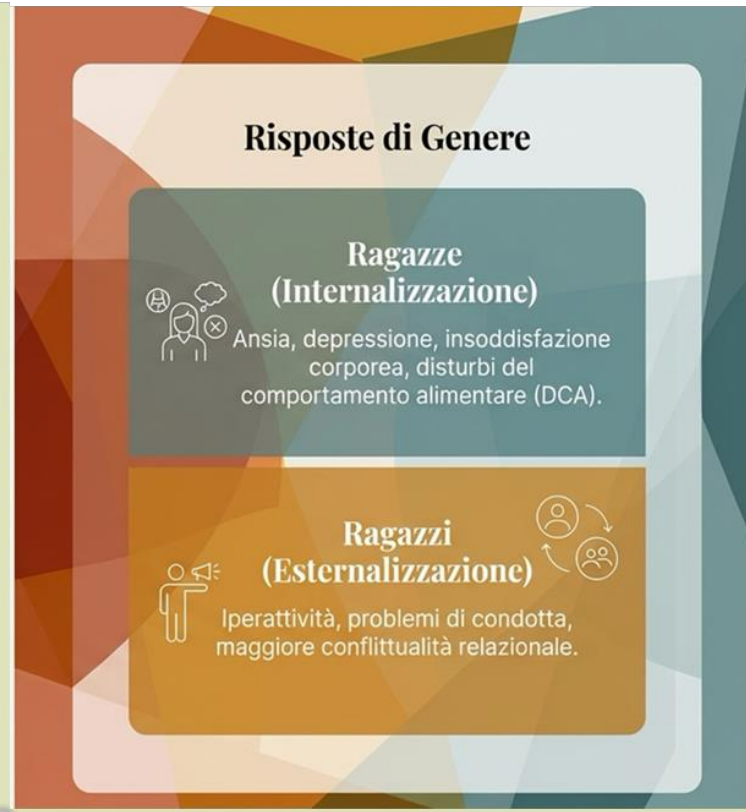 Risposte di Genere
Ragazze
(Internalizzazione)
Ansia, depressione, insoddisfazione
corporea, disturbi del
comportamento alimentare (DCA).
Ragazzi
(Esternalizzazione)
Iperattività, problemi di condotta,
maggiore conflittualità relazionale.